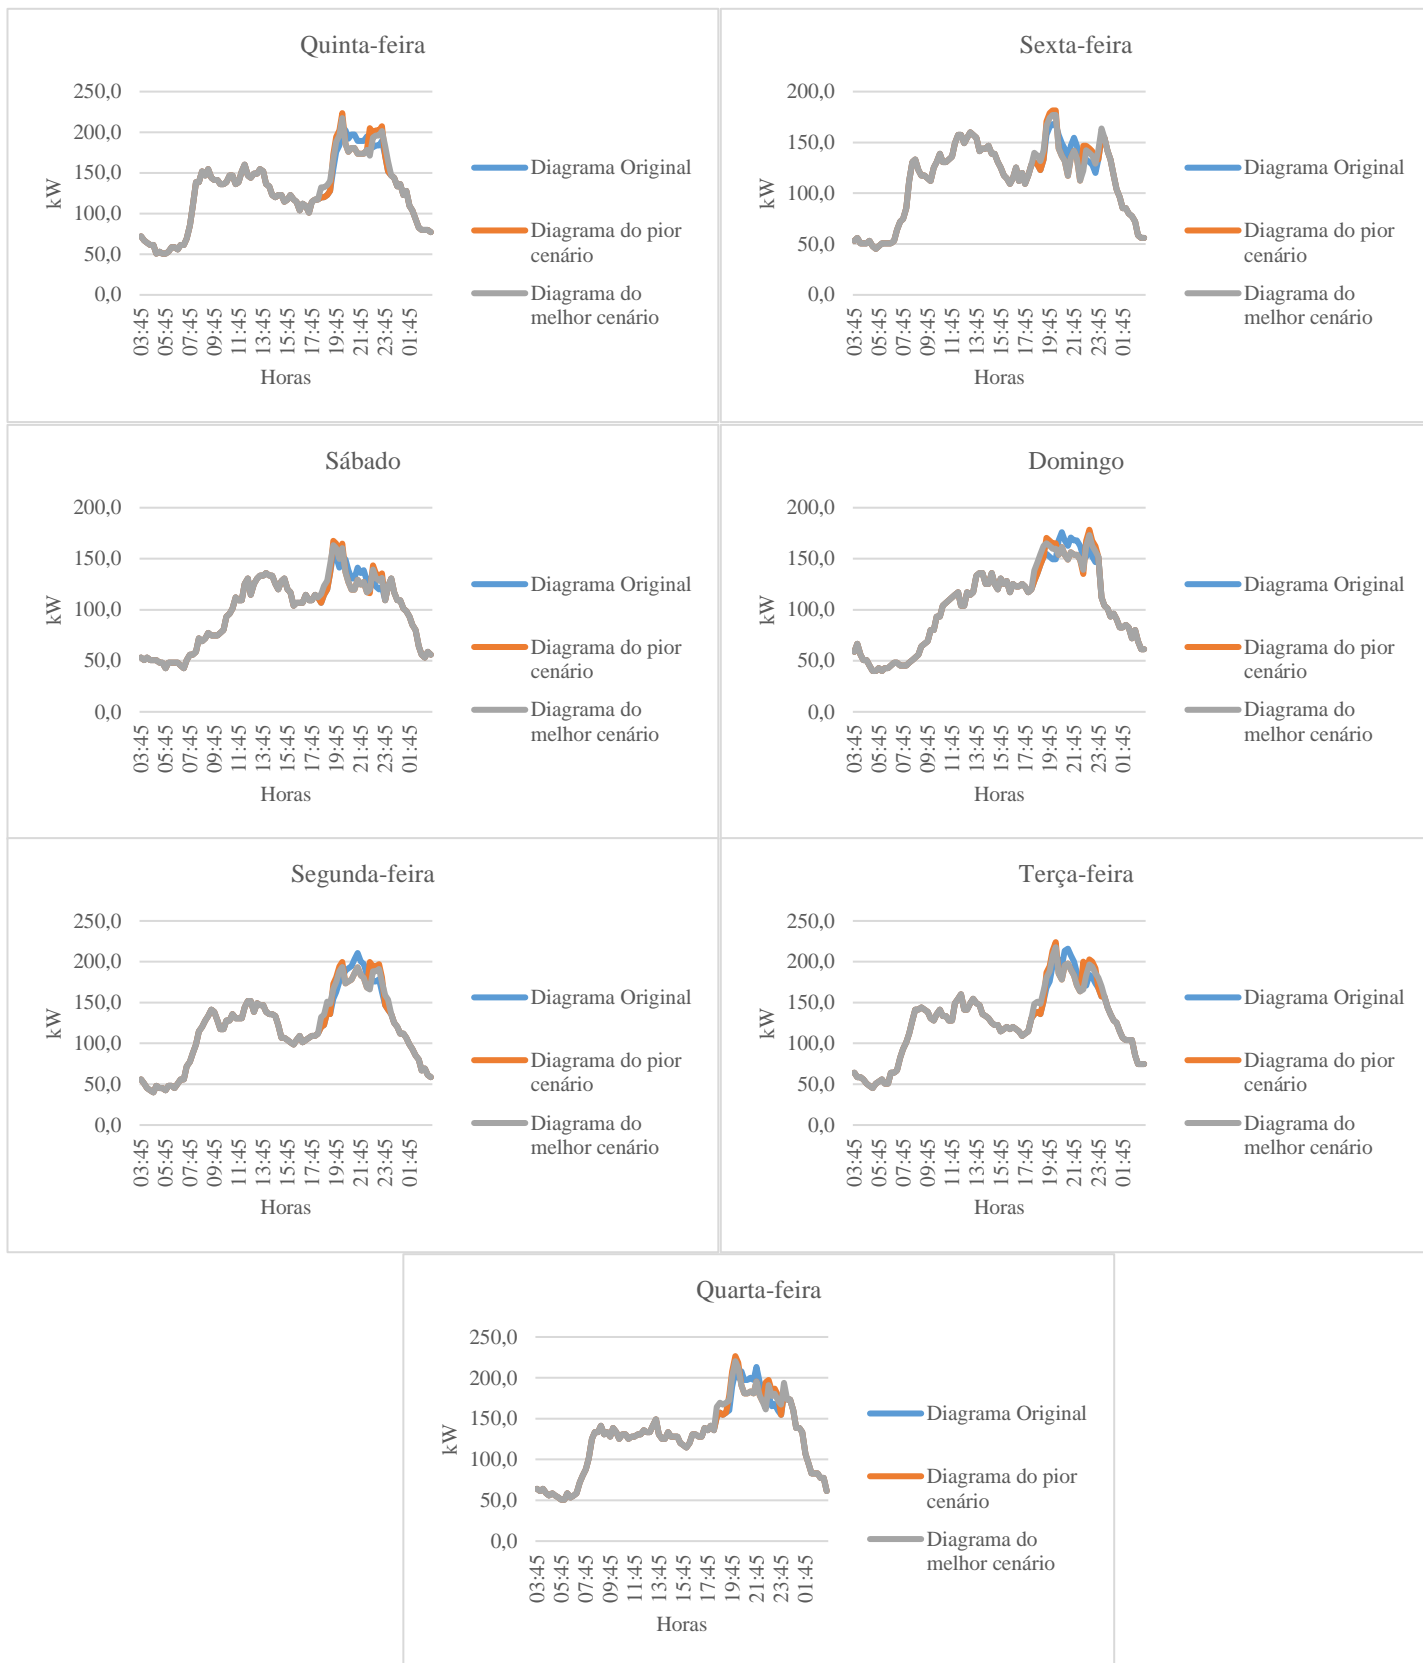 Quinta-feira
250,0
200,0
150,0
100,0
50,0
0,0
kW
03:45
05:45
07:45
09:45
11:45
13:45
15:45
17:45
19:45
21:45
23:45
01:45
Horas
Diagrama Original
Diagrama do pior
cenário
Diagrama do
melhor cenário
Sexta-feira
200,0
150,0
100,0
50,0
0,0
kW
03:45
05:45
07:45
09:45
11:45
13:45
15:45
17:45
19:45
21:45
23:45
01:45
Horas
Diagrama Original
Diagrama do pior
cenário
Diagrama do
melhor cenário
Sábado
200,0
150,0
100,0
50,0
0,0
kW
03:45
05:45
07:45
09:45
11:45
13:45
15:45
17:45
19:45
21:45
23:45
01:45
Horas
Diagrama Original
Diagrama do pior
cenário
Diagrama do
melhor cenário
Domingo
200,0
150,0
100,0
50,0
0,0
kW
03:45
05:45
07:45
09:45
11:45
13:45
15:45
17:45
19:45
21:45
23:45
01:45
Horas
Diagrama Original
Diagrama do pior
cenário
Diagrama do
melhor cenário
Segunda-feira
250,0
200,0
150,0
100,0
50,0
0,0
kW
03:45
05:45
07:45
09:45
11:45
13:45
15:45
17:45
19:45
21:45
23:45
01:45
Horas
Diagrama Original
Diagrama do pior
cenário
Diagrama do
melhor cenário
Terça-feira
250,0
200,0
150,0
100,0
50,0
0,0
kW
03:45
05:45
07:45
09:45
11:45
13:45
15:45
17:45
19:45
21:45
23:45
01:45
Horas
Diagrama Original
Diagrama do pior
cenário
Diagrama do
melhor cenário
Quarta-feira
250,0
200,0
150,0
100,0
50,0
0,0
kW
03:45
05:45
07:45
09:45
11:45
13:45
15:45
17:45
19:45
21:45
23:45
01:45
Horas
Diagrama Original
Diagrama do pior
cenário
Diagrama do
melhor cenário